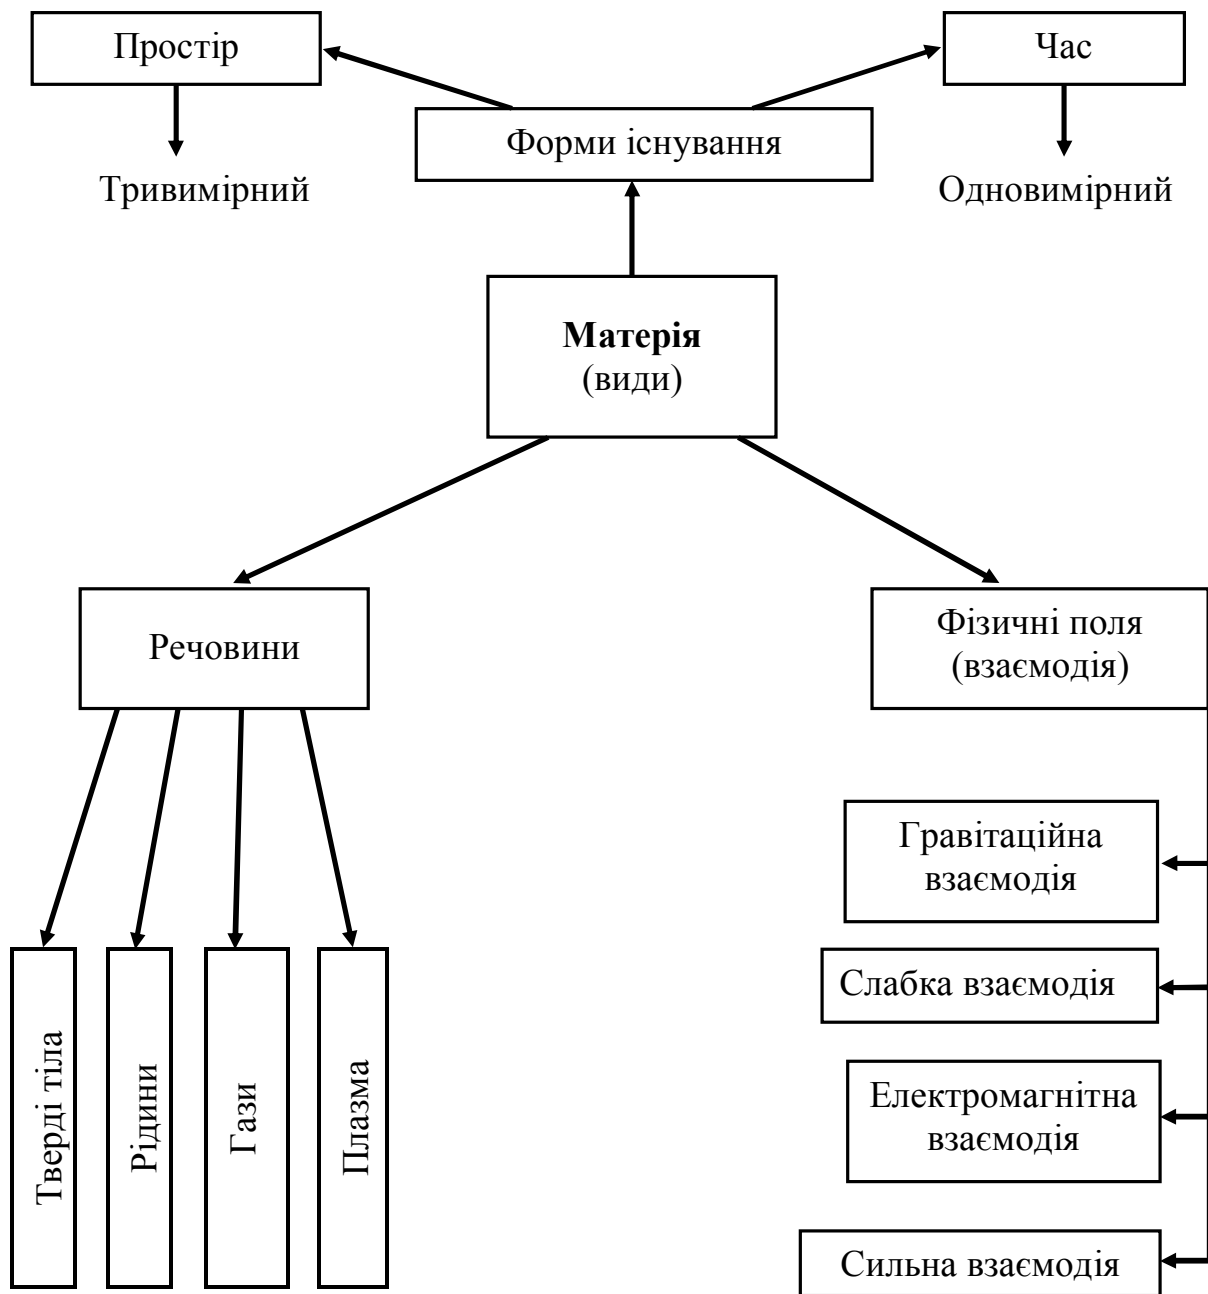 Простір
Час
Форми існування
Тривимірний
Одновимірний
Матерія
(види)
Речовини
Фізичні поля
(взаємодія)
Гравітаційна
взаємодія
Слабка взаємодія
Електромагнітна
взаємодія
Сильна взаємодія
Тверді тіла
Рідини
Гази
Плазма